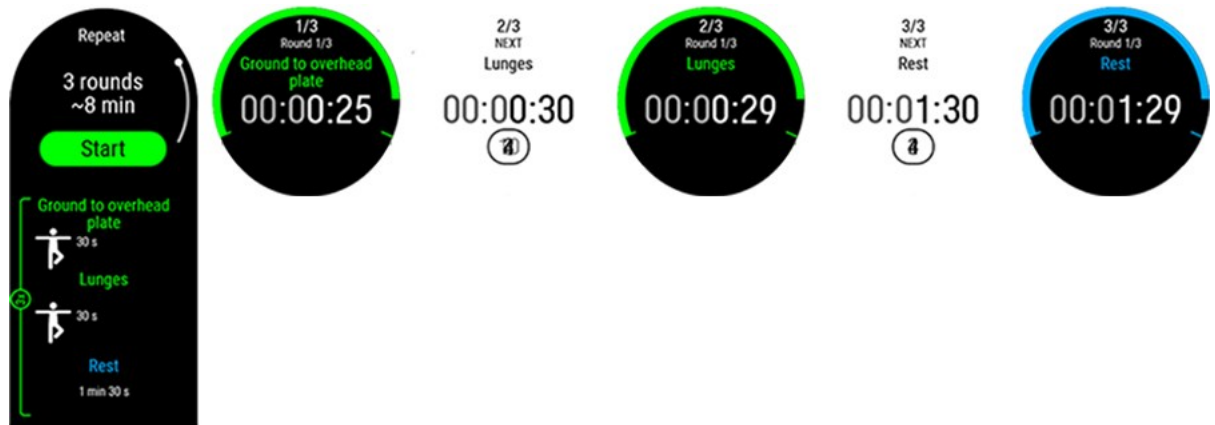 Repeat
3 rounds
~8 min
Start
Ground to overhead
plate
30 s
Lunges
30 s
Rest
1 min 30 s
1/3
Round 1/3
Ground to overhead
plate
00:00:25
2/3
NEXT
Lunges
00:00:30
2/3
Round 1/3
Lunges
00:00:29
3/3
NEXT
Rest
00:01:30
3/3
Round 1/3
Rest
00:01:29